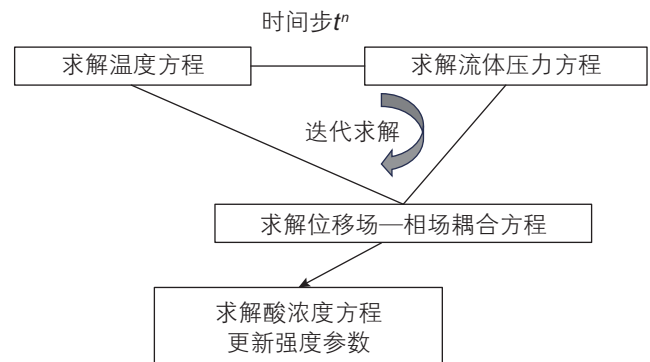 时间步tⁿ
求解温度方程
求解流体压力方程
迭代求解
求解位移场—相场耦合方程
求解酸浓度方程
更新强度参数